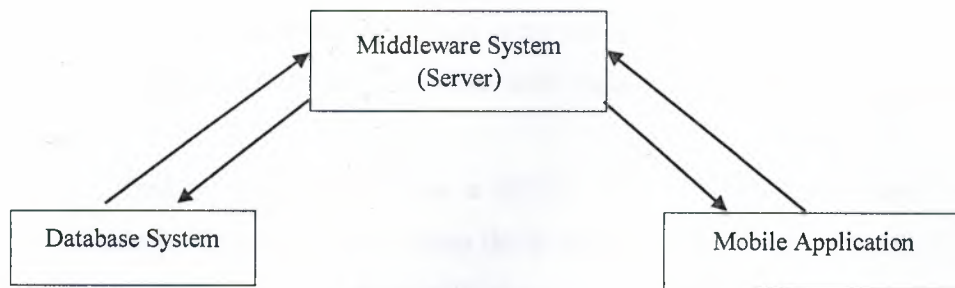 Middleware System
(Server)
Database System
Mobile Application